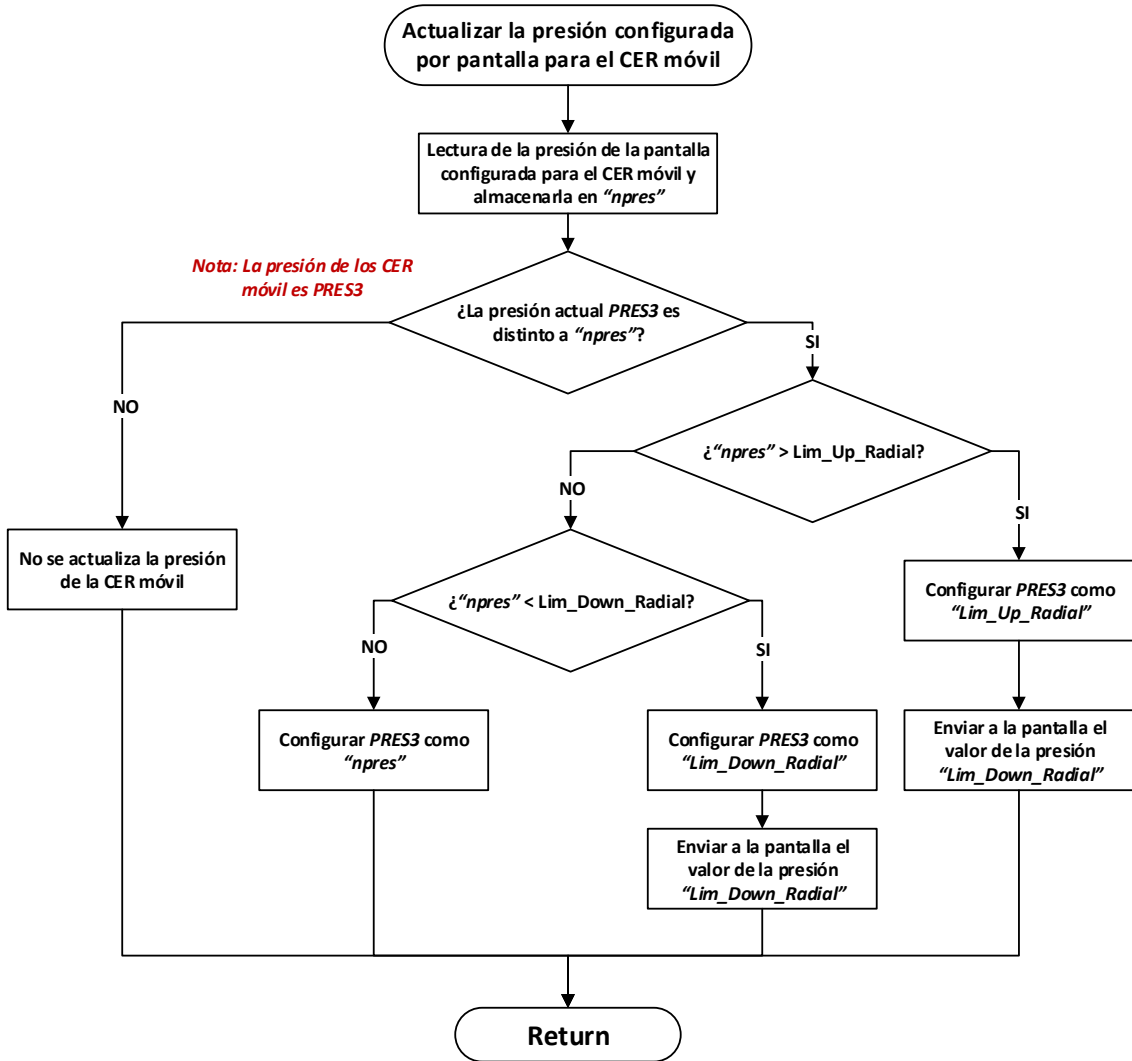 Actualizar la presión configurada
por pantalla para el CER móvil
Lectura de la presión de la pantalla
configurada para el CER móvil y
almacenarla en “npres”
Nota: La presión de los CER
móvil es PRES3
¿La presión actual PRES3 es
distinto a “npres”?
SI
NO
¿“npres” > Lim_Up_Radial?
NO
SI
No se actualiza la presión
de la CER móvil
¿“npres” < Lim_Down_Radial?
Configurar PRES3 como
“Lim_Up_Radial”
NO
SI
Configurar PRES3 como
“npres”
Configurar PRES3 como
“Lim_Down_Radial”
Enviar a la pantalla el
valor de la presión
“Lim_Down_Radial”
Enviar a la pantalla el
valor de la presión
“Lim_Down_Radial”
Return